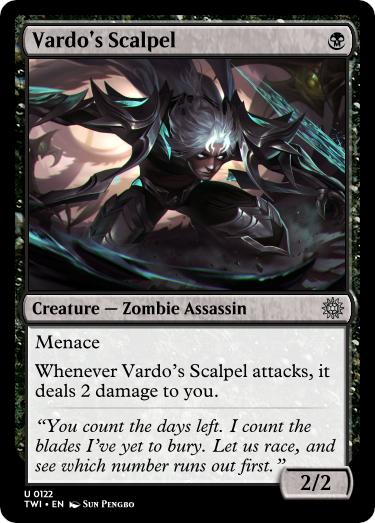 Vardo's Scalpel
Creature — Zombie Assassin
Menace
Whenever Vardo's Scalpel attacks, it
deals 2 damage to you.
“You count the days left. I count the
blades I've yet to bury. Let us race, and
see which number runs out first.”
2/2
U 0122
TWI • EN Sun Pengbo